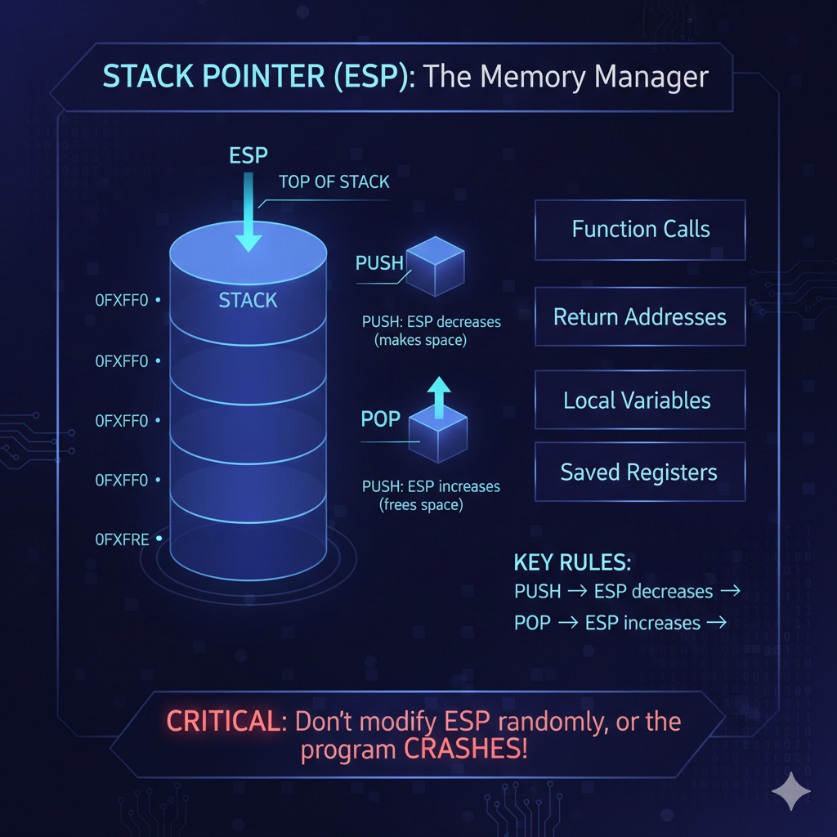 STACK POINTER (ESP): The Memory Manager
ESP
TOP OF STACK
STACK
0FXFF0
0FXFF0
0FXFF0
0FXFF0
0FXFRE
PUSH
PUSH: ESP decreases
(makes space)
POP
PUSH: ESP increases
(frees space)
Function Calls
Return Addresses
Local Variables
Saved Registers
KEY RULES:
PUSH → ESP decreases →
POP → ESP increases →
CRITICAL: Don't modify ESP randomly, or the
program CRASHES!